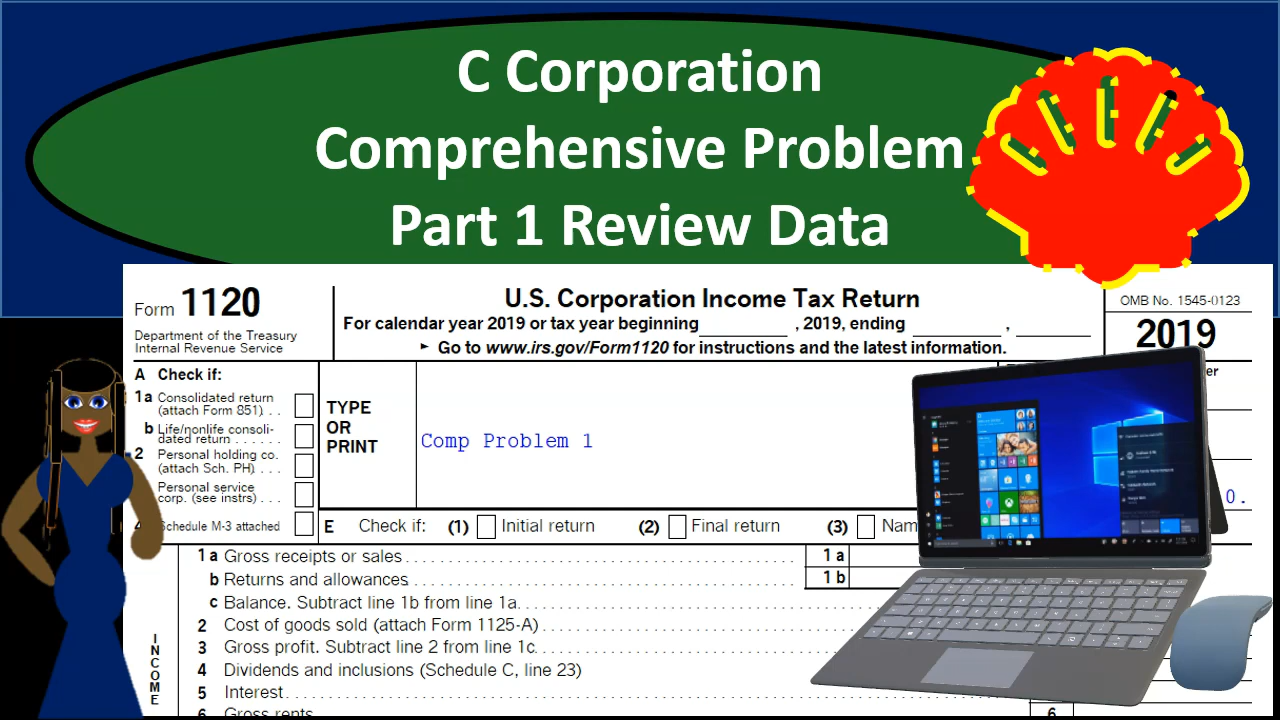 C Corporation
Comprehensive Problem
Part 1 Review Data
Form 1120
Department of the Treasury
Internal Revenue Service
U.S. Corporation Income Tax Return
For calendar year 2019 or tax year beginning , 2019, ending ,
► Go to www.irs.gov/Form1120 for instructions and the latest information.
OMB No. 1545-0123
2019
A Check if:
1a Consolidated return
(attach Form 851) . .
b Life/nonlife consoli-
dated return . . . . . .
2 Personal holding co.
(attach Sch. PH) . . .
Personal service
corp. (see instrs) . . .
Schedule M-3 attached
TYPE
OR
PRINT
Comp Problem 1
0.
E Check if: (1) Initial return (2) Final return (3) Nam
INCOME
1a Gross receipts or sales 1a
b Returns and allowances 1b
c Balance. Subtract line 1b from line 1a
2 Cost of goods sold (attach Form 1125-A)
3 Gross profit. Subtract line 2 from line 1c
4 Dividends and inclusions (Schedule C, line 23)
5 Interest
6 Gross rents 6